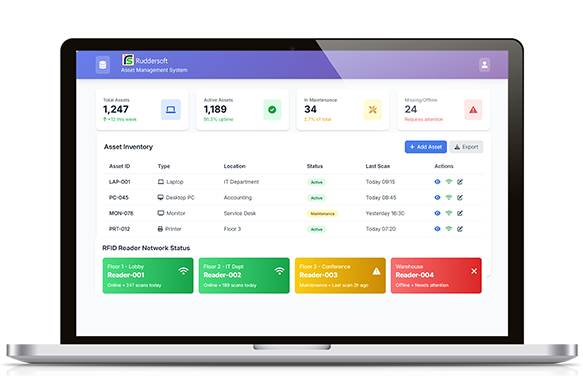 Ruddersoft
Asset Management System
Total Assets
1,247
+12 this week
Active Assets
1,189
95.3% uptime
In Maintenance
34
2.7% of total
Missing/Offline
24
Requires attention
Asset Inventory
+ Add Asset
Export
Asset ID Type Location Status Last Scan Actions
LAP-001 Laptop IT Department Active Today 09:15
PC-045 Desktop PC Accounting Active Today 08:45
MON-078 Monitor Service Desk Maintenance Yesterday 16:30
PRT-012 Printer Floor 3 Active Today 07:20
RFID Reader Network Status
Floor 1 - Lobby
Reader-001
Online • 247 scans today
Floor 2 - IT Dept
Reader-002
Online • 189 scans today
Floor 3 - Conference
Reader-003
Maintenance • Last scan 2h ago
Warehouse
Reader-004
Offline • Needs attention